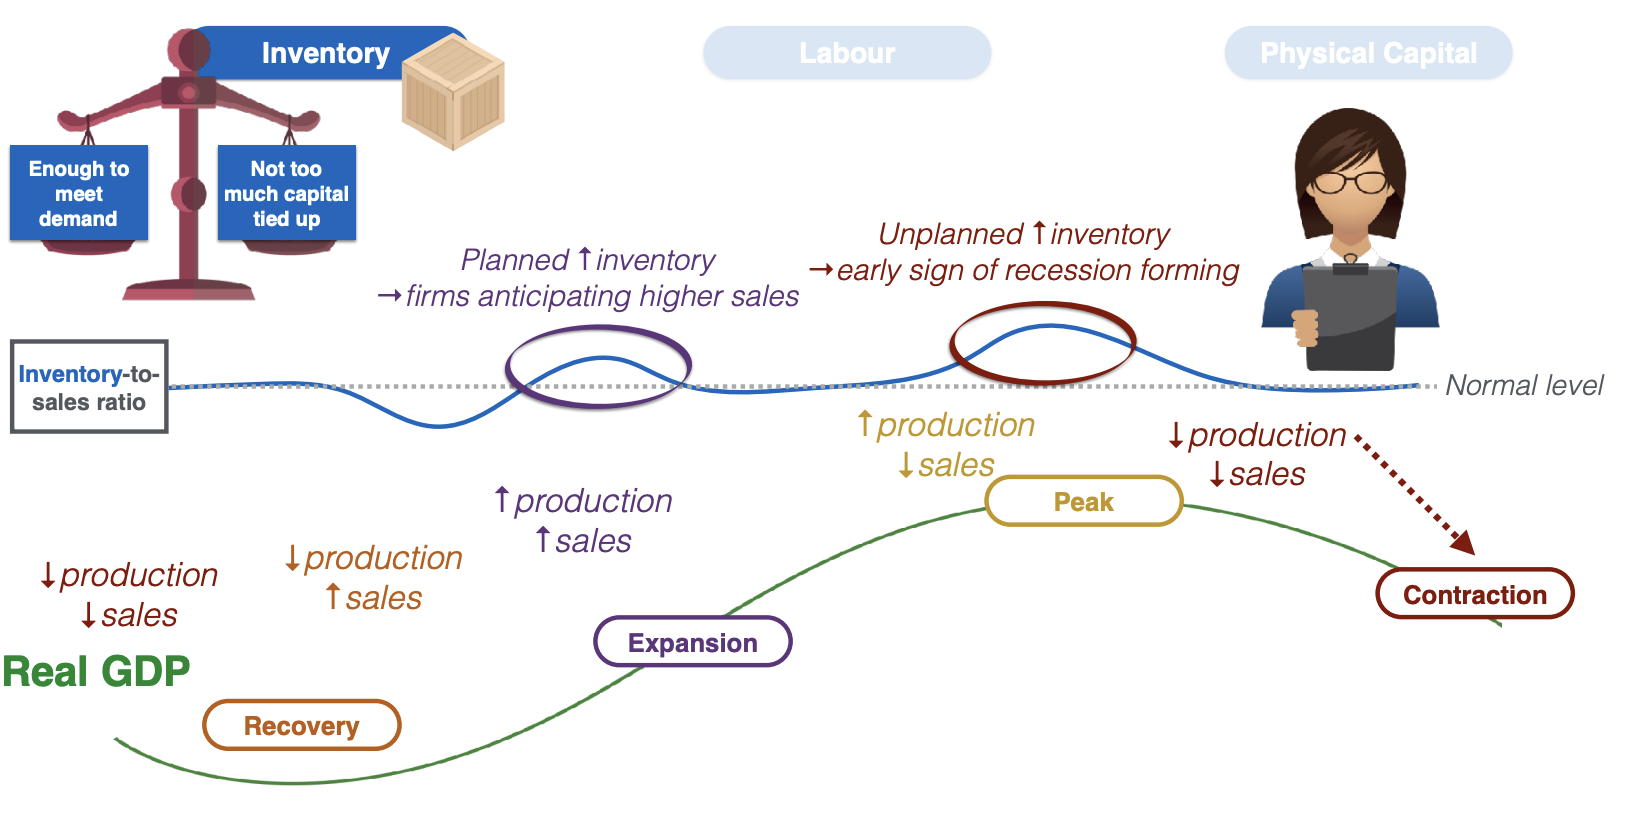 Inventory
Labour
Physical Capital
Enough to
meet
demand
Not too
much capital
tied up
Planned ↑inventory
→firms anticipating higher sales
Unplanned ↑inventory
→early sign of recession forming
Inventory-to-
sales ratio
Normal level
↓production
↓sales
↓production
↑sales
↑production
↑sales
↑production
↓sales
↓production
↓sales
Real GDP
Recovery
Expansion
Peak
Contraction